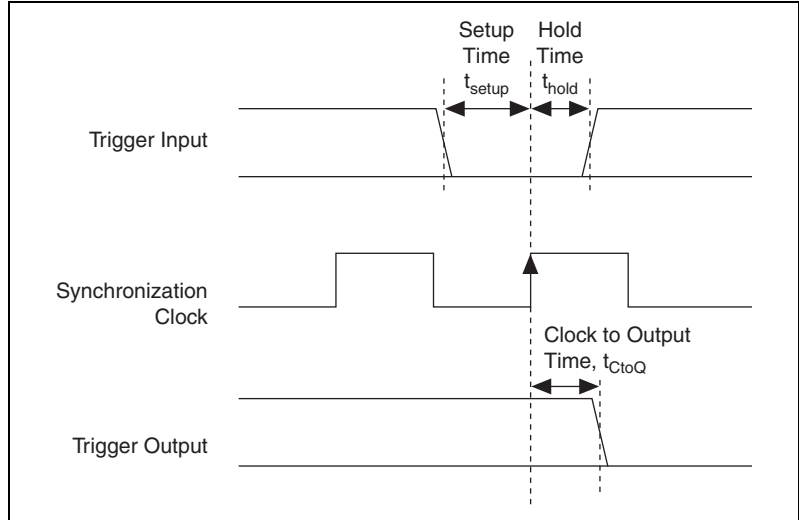 Setup
Time
t_setup
Hold
Time
t_hold
Trigger Input
Synchronization
Clock
Clock to Output
Time, t_CtoQ
Trigger Output